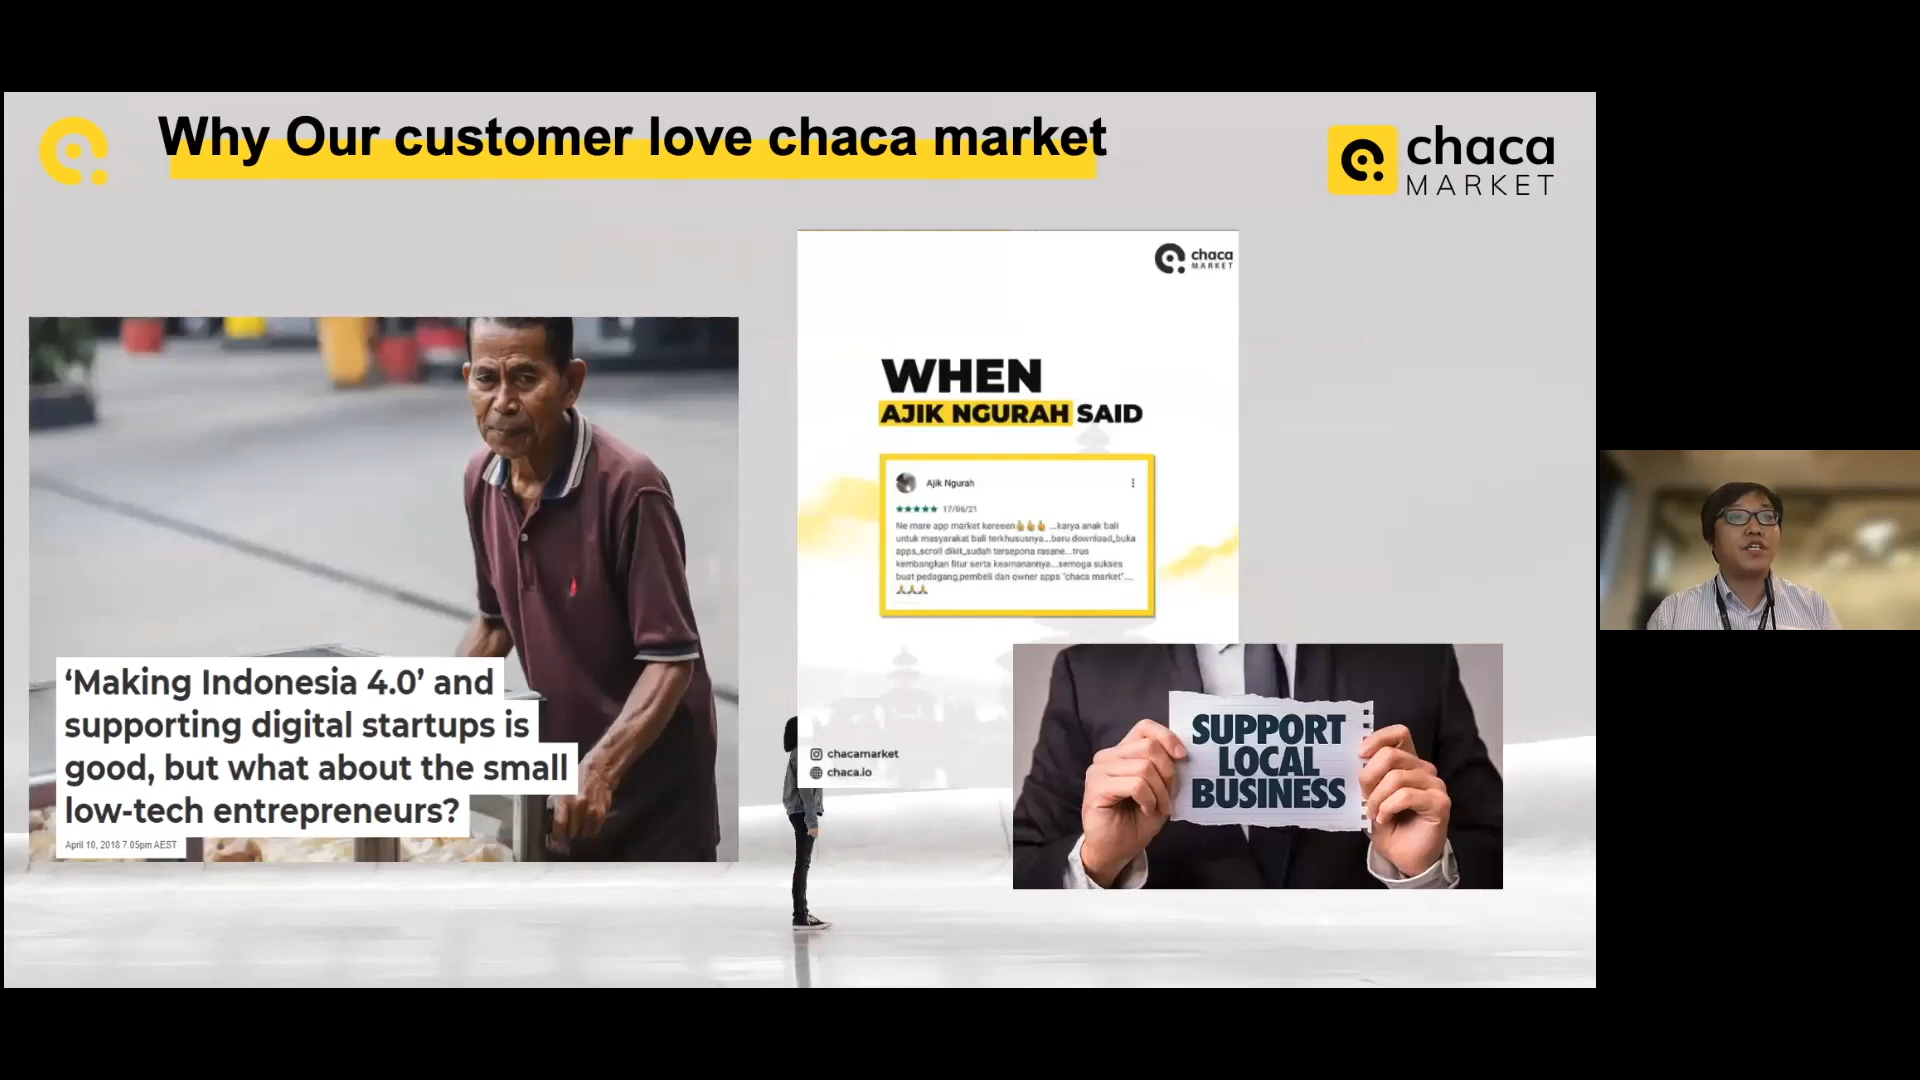 Why Our customer love chaca market
chaca
MARKET
‘Making Indonesia 4.0’ and
supporting digital startups is
good, but what about the small
low-tech entrepreneurs?
April 10, 2018 7.05pm AEST
chaca
MARKET
WHEN
AJIK NGURAH SAID
Ajik Ngurah
★★★★★ 17/06/21
Ne mare app market kereeen👍👍👍 ...karya anak bali
untuk masyarakat bali terkhususnya...baru download,,buka
apps,,scroll dikit,,sudah tersepona rasane...trus
kembangkan fitur serta keamanannya...semoga sukses
buat pedagang,pembeli dan owner apps "chaca market"....
🙏🙏🙏
chacamarket
chaca.io
SUPPORT
LOCAL
BUSINESS